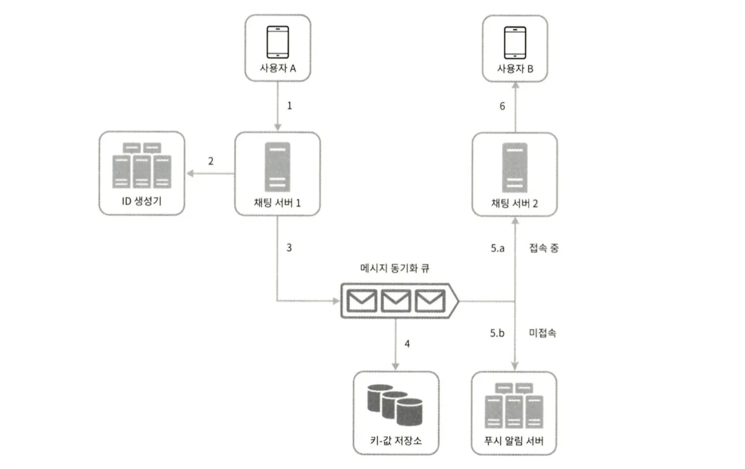 사용자 A
사용자 B
1
6
2
ID 생성기
채팅 서버 1
채팅 서버 2
3
5.a 접속 중
메시지 동기화 큐
5.b 미접속
4
키-값 저장소
푸시 알림 서버